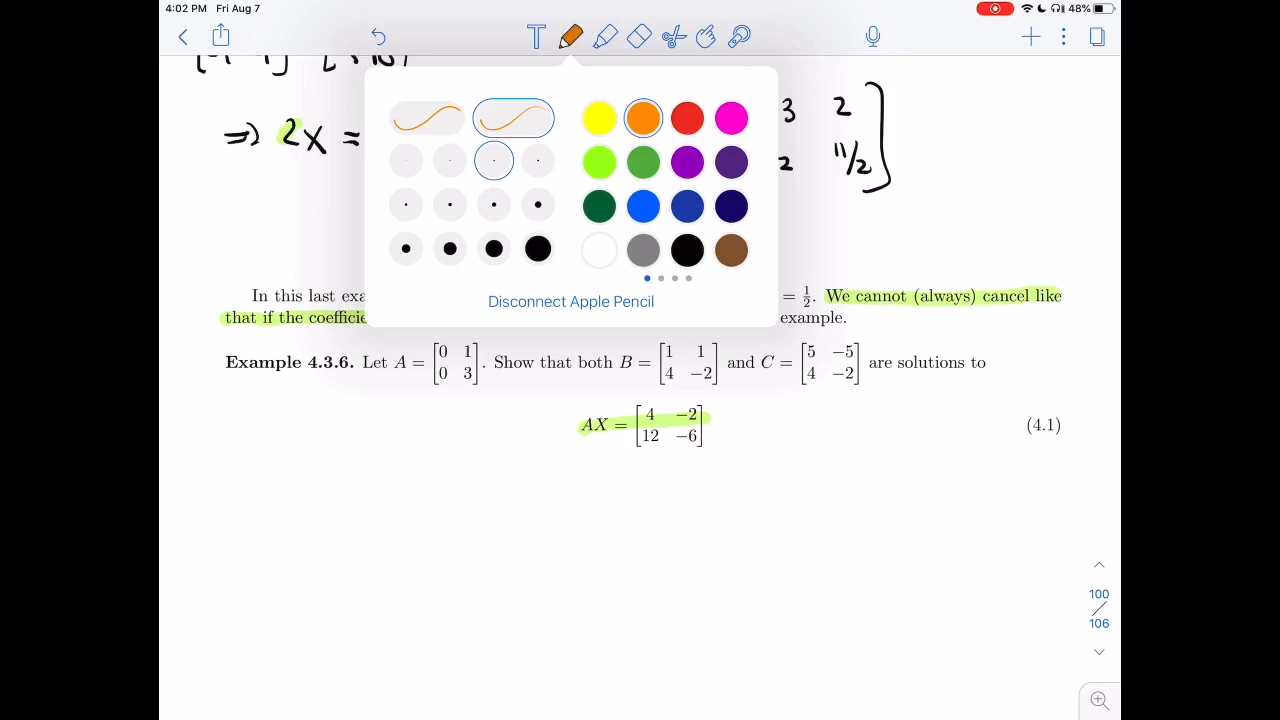 4:02 PM Fri Aug 7
48%
⇒ 2X = 3 2
2 11/2
Disconnect Apple Pencil
In this last exa = 1/2. We cannot (always) cancel like
that if the coefficie example.
Example 4.3.6. Let A = [0 1; 0 3]. Show that both B = [1 1; 4 −2] and C = [5 −5; 4 −2] are solutions to
AX = [4 −2; 12 −6] (4.1)
100
106